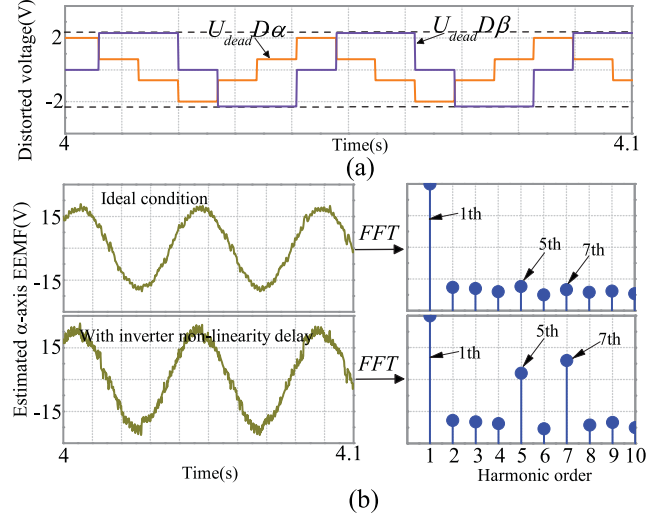 (a)
Distorted voltage(V)
2
-2
U_dead Dα
U_dead Dβ
4
Time(s)
4.1
(a)
Estimated α-axis EEMF(V)
15
-15
Ideal condition
FFT
1th
5th
7th
15
-15
With inverter non-linearity delay
FFT
1th
5th
7th
4
4.1
Time(s)
1 2 3 4 5 6 7 8 9 10
Harmonic order
(b)